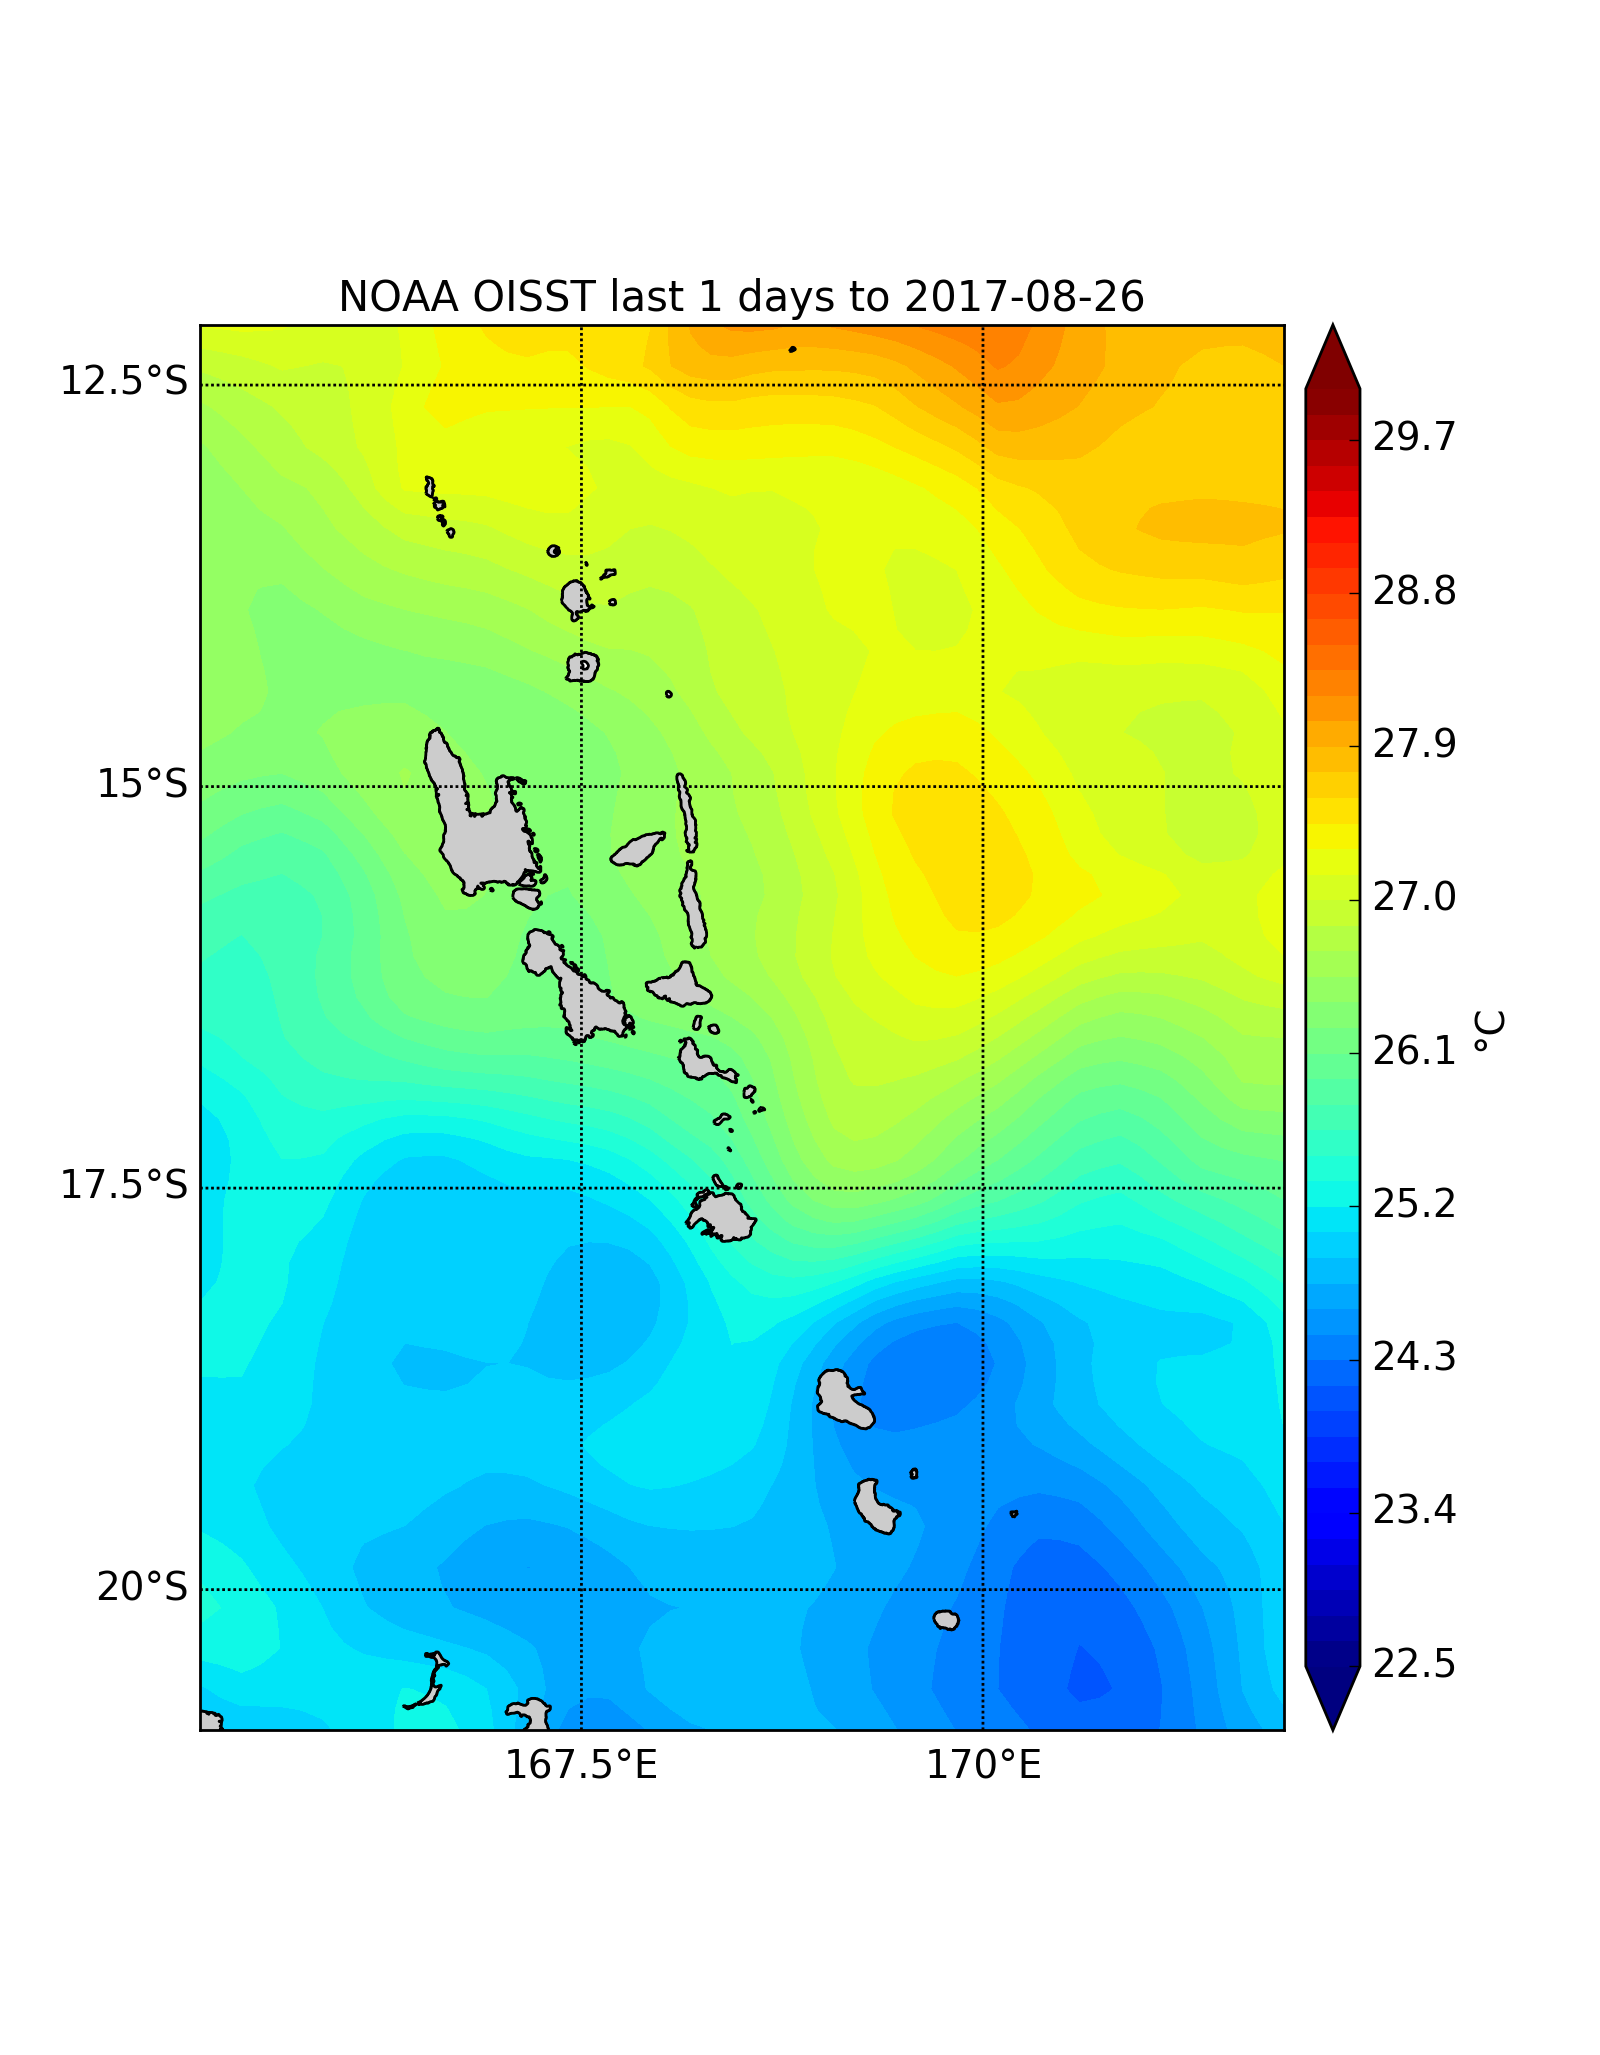 NOAA OISST last 1 days to 2017-08-26
12.5°S
15°S
17.5°S
20°S
167.5°E
170°E
29.7
28.8
27.9
27.0
26.1
25.2
24.3
23.4
22.5
°C